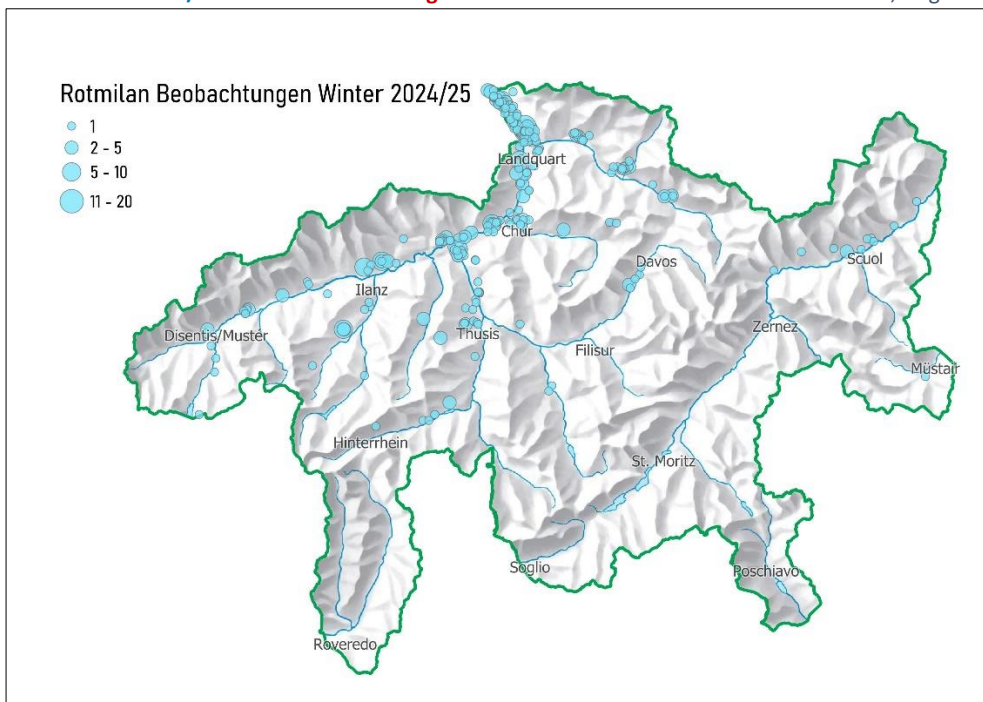 Rotmilan Beobachtungen Winter 2024/25
1
2 - 5
5 - 10
11 - 20
Landquart
Chur
Davos
Scuol
Ilanz
Zernez
Disentis/Muster
Thusis
Filisur
Müstair
Hinterrhein
St. Moritz
Soglio
Poschiavo
Roveredo